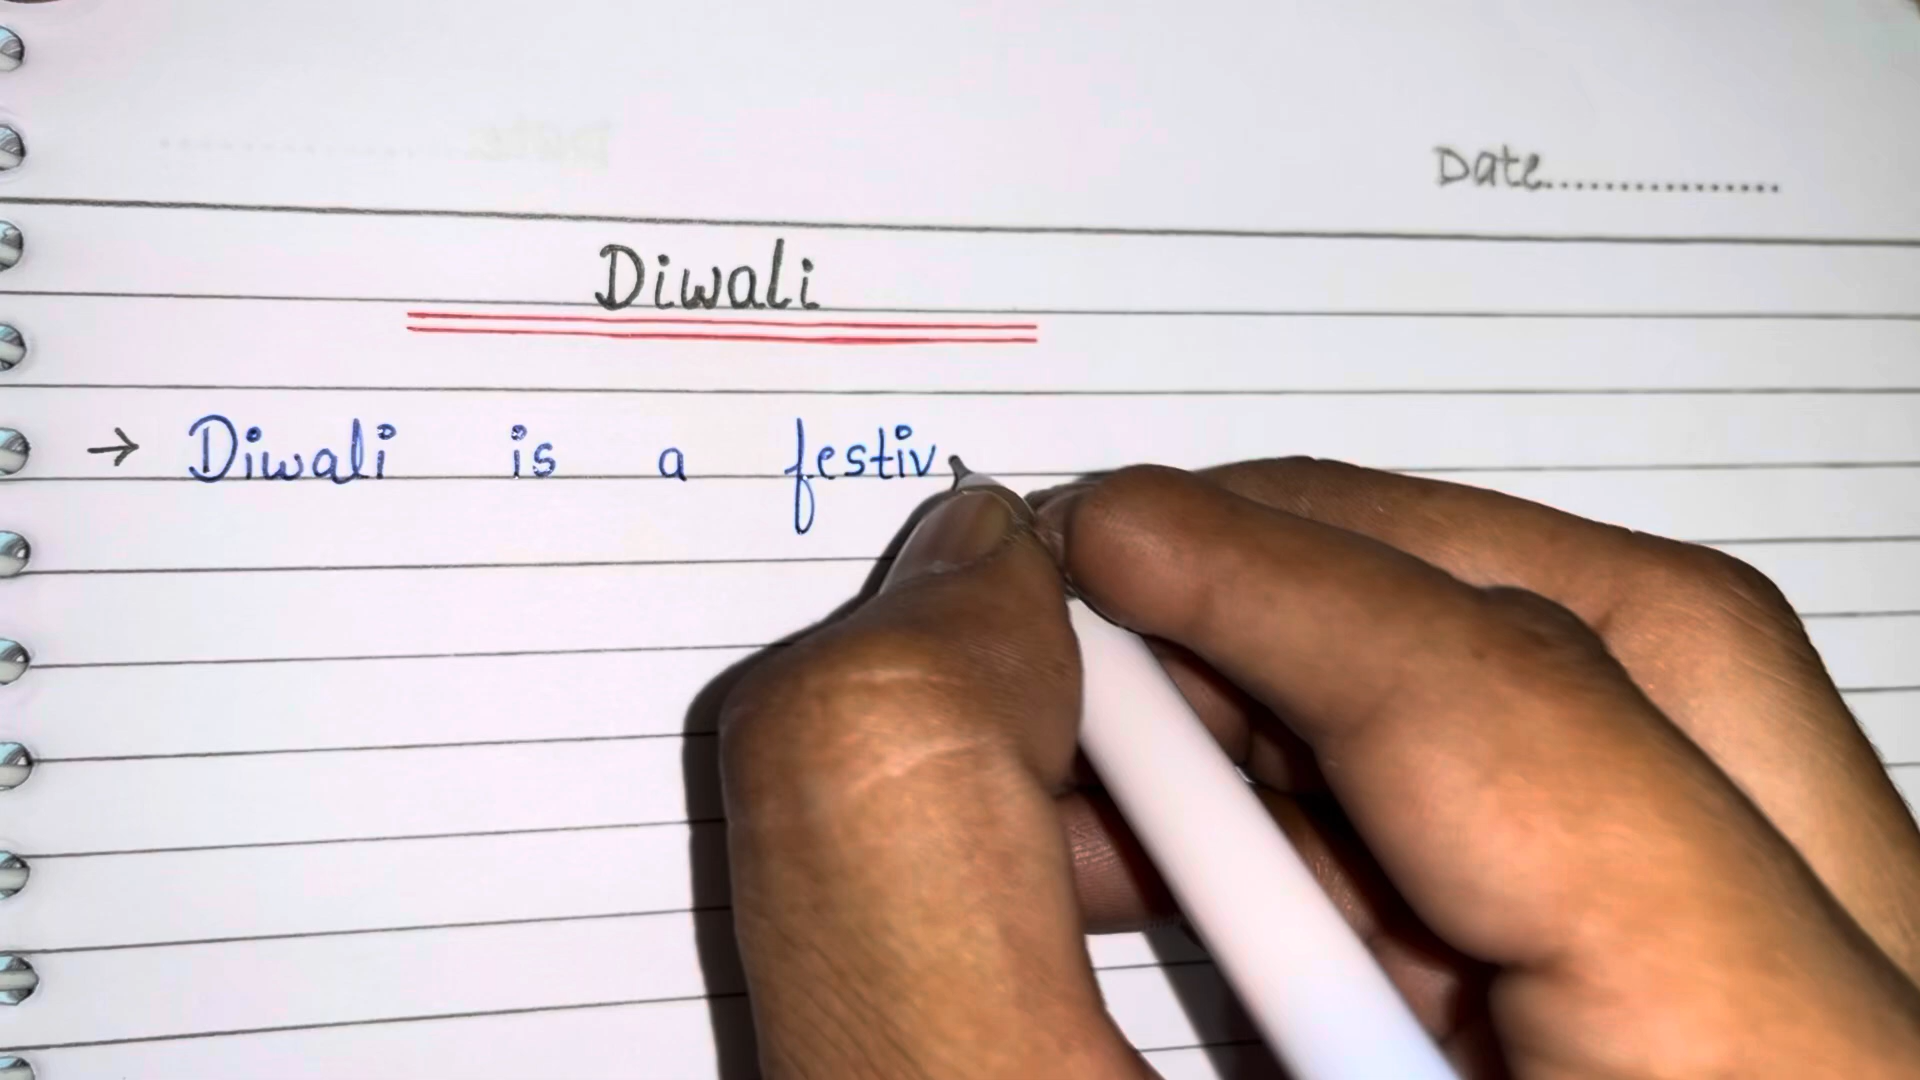 Date................
Diwali
→ Diwali is a festiv